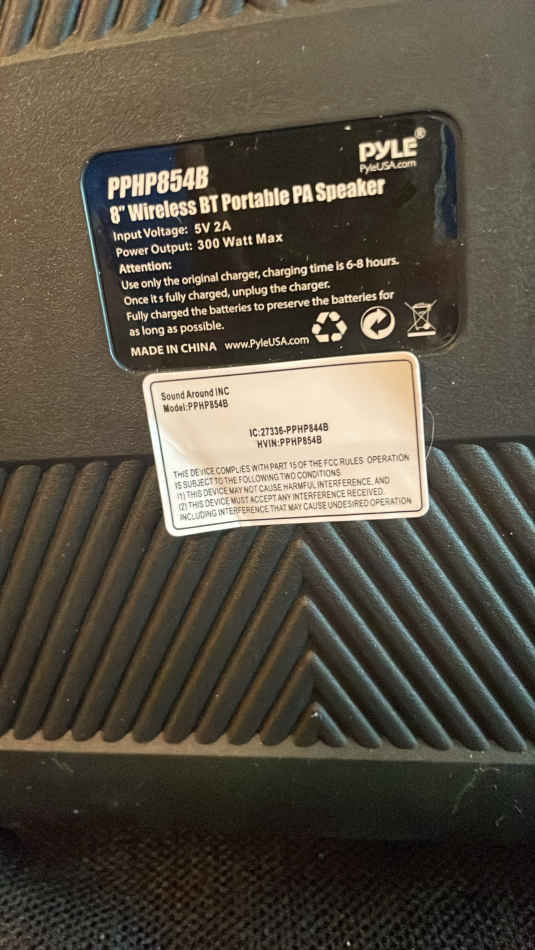 PYLE®
PyleUSA.com
PPHP854B
8" Wireless BT Portable PA Speaker
Input Voltage: 5V 2A
Power Output: 300 Watt Max
Attention:
Use only the original charger, charging time is 6-8 hours.
Once it s fully charged, unplug the charger.
Fully charged the batteries to preserve the batteries for
as long as possible.
MADE IN CHINA www.PyleUSA.com
Sound Around INC
Model:PPHP854B
IC:27336-PPHP844B
HVIN:PPHP854B
THIS DEVICE COMPLIES WITH PART 15 OF THE FCC RULES OPERATION
IS SUBJECT TO THE FOLLOWING TWO CONDITIONS
(1) THIS DEVICE MAY NOT CAUSE HARMFUL INTERFERENCE, AND
(2) THIS DEVICE MUST ACCEPT ANY INTERFERENCE RECEIVED,
INCLUDING INTERFERENCE THAT MAY CAUSE UNDESIRED OPERATION